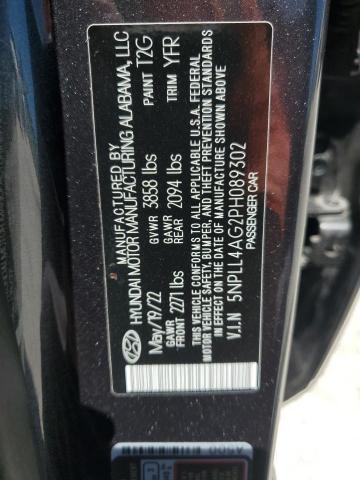 MANUFACTURED BY
HYUNDAI MOTOR MANUFACTURING ALABAMA, LLC
May/19/22 GVWR 3858 lbs PAINT T2G
GAWR FRONT 2271 lbs GAWR REAR 2094 lbs TRIM YFR
THIS VEHICLE CONFORMS TO ALL APPLICABLE U.S.A. FEDERAL
MOTOR VEHICLE SAFETY, BUMPER, AND THEFT PREVENTION STANDARDS
IN EFFECT ON THE DATE OF MANUFACTURE SHOWN ABOVE
V.I.N 5NPLL4AG2PH089302
PASSENGER CAR